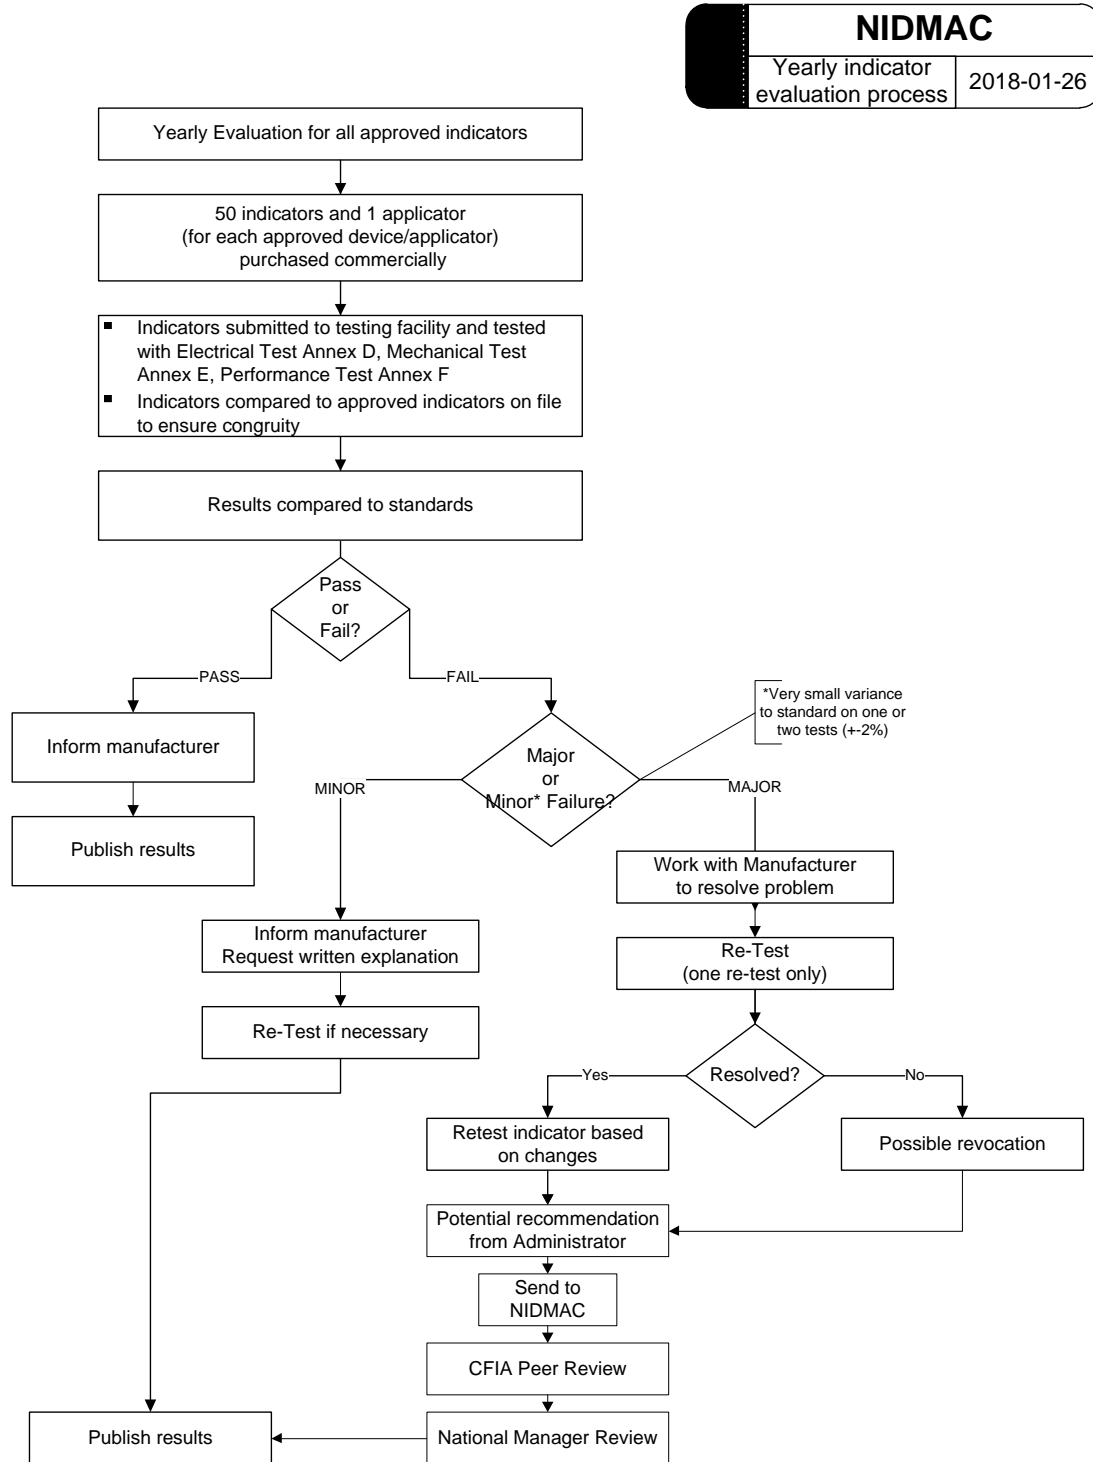 NIDMAC
Yearly indicator
evaluation process
2018-01-26
Yearly Evaluation for all approved indicators
50 indicators and 1 applicator
(for each approved device/applicator)
purchased commercially
▪ Indicators submitted to testing facility and tested
with Electrical Test Annex D, Mechanical Test
Annex E, Performance Test Annex F
▪ Indicators compared to approved indicators on file
to ensure congruity
Results compared to standards
Pass
or
Fail?
PASS
FAIL
*Very small variance
to standard on one or
two tests (+-2%)
Inform manufacturer
Major
or
Minor* Failure?
MINOR
MAJOR
Publish results
Work with Manufacturer
to resolve problem
Inform manufacturer
Request written explanation
Re-Test
(one re-test only)
Re-Test if necessary
Resolved?
Yes
No
Retest indicator based
on changes
Possible revocation
Potential recommendation
from Administrator
Send to
NIDMAC
CFIA Peer Review
Publish results
National Manager Review